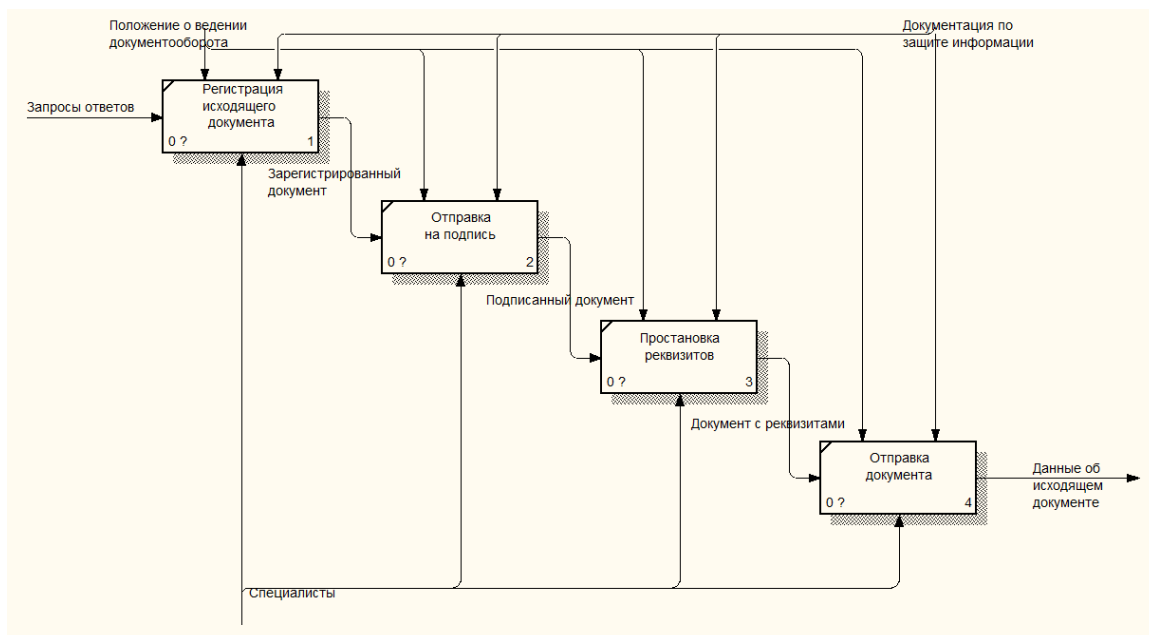 Положение о ведении
документооборота
Документация по
защите информации
Запросы ответов
Регистрация
исходящего
документа
0 ?
1
Зарегистрированный
документ
Отправка
на подпись
0 ?
2
Подписанный документ
Простановка
реквизитов
0 ?
3
Документ с реквизитами
Отправка
документа
0 ?
4
Данные об
исходящем
документе
Специалисты